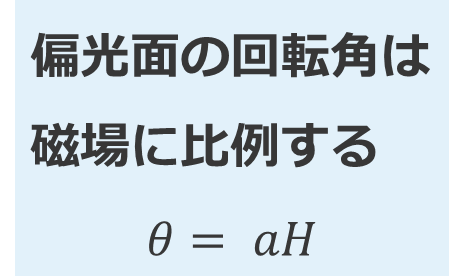 偏光面の回転角は
磁場に比例する
θ = aH